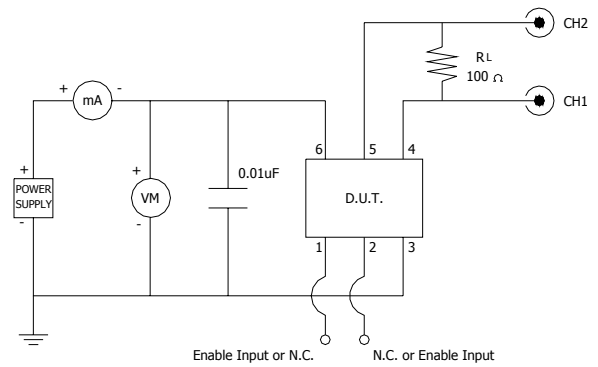 CH2
RL
100 Ω
CH1
+ mA -
6 5 4
0.01uF
+
POWER
SUPPLY
-
+
VM
-
D.U.T.
1 2 3
Enable Input or N.C.
N.C. or Enable Input